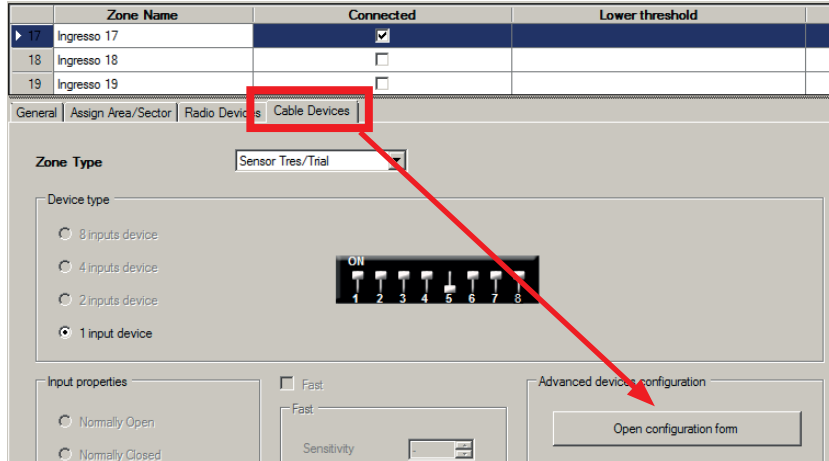 Zone Name Connected Lower threshold
17 Ingresso 17
18 Ingresso 18
19 Ingresso 19
General Assign Area/Sector Radio Devices Cable Devices
Zone Type Sensor Tres/Trial
Device type
8 inputs device
4 inputs device
2 inputs device
1 input device
ON
1 2 3 4 5 6 7 8
Input properties
Normally Open
Normally Closed
Fast
Fast
Sensitivity -
Advanced devices configuration
Open configuration form